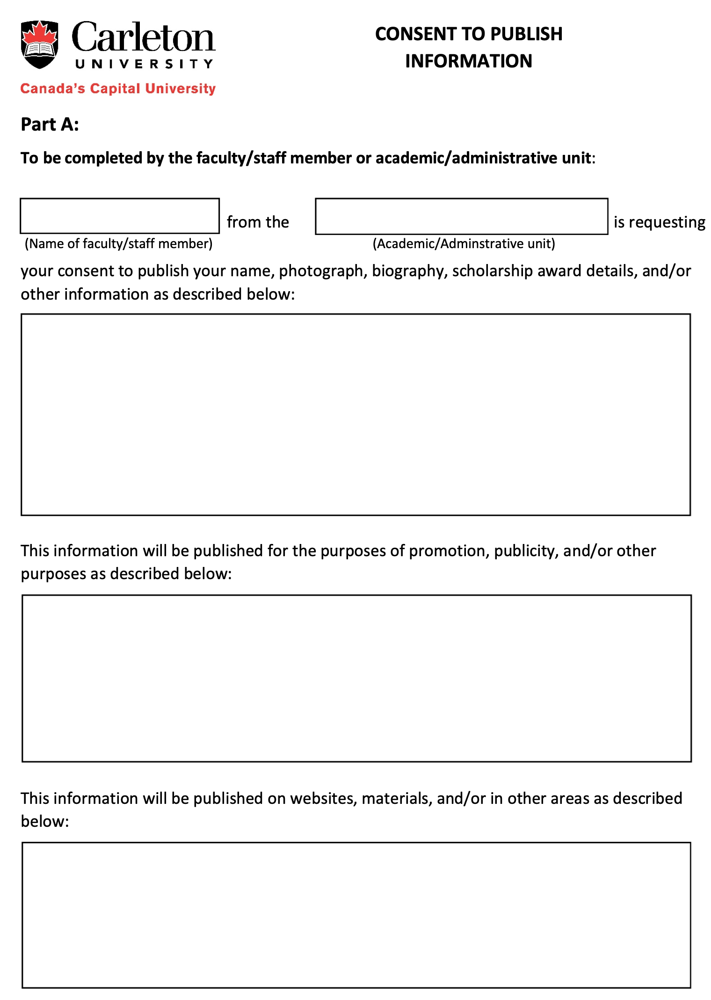 Carleton
UNIVERSITY
Canada's Capital University
CONSENT TO PUBLISH
INFORMATION
Part A:
To be completed by the faculty/staff member or academic/administrative unit:
from the is requesting
(Name of faculty/staff member) (Academic/Adminstrative unit)
your consent to publish your name, photograph, biography, scholarship award details, and/or
other information as described below:
This information will be published for the purposes of promotion, publicity, and/or other
purposes as described below:
This information will be published on websites, materials, and/or in other areas as described
below: